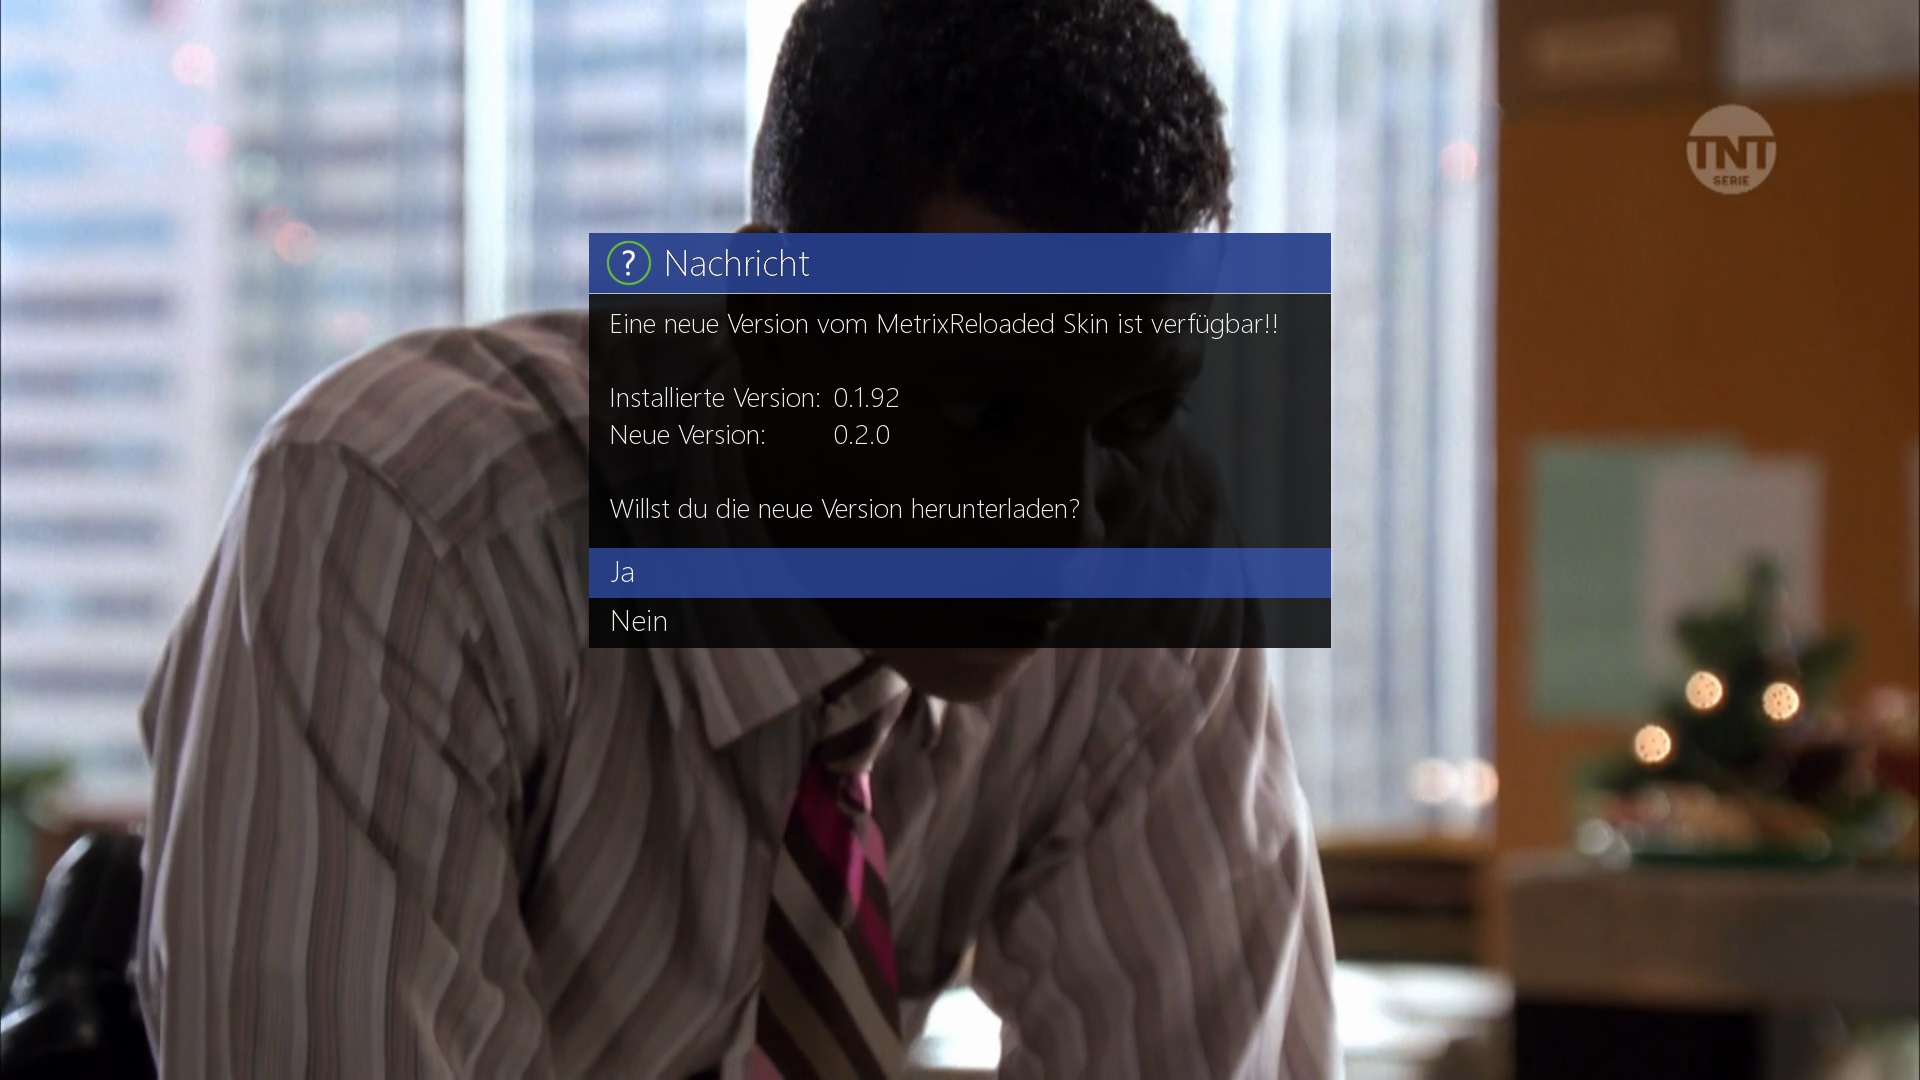 TNT
SERIE
? Nachricht
Eine neue Version vom MetrixReloaded Skin ist verfügbar!!
Installierte Version: 0.1.92
Neue Version: 0.2.0
Willst du die neue Version herunterladen?
Ja
Nein